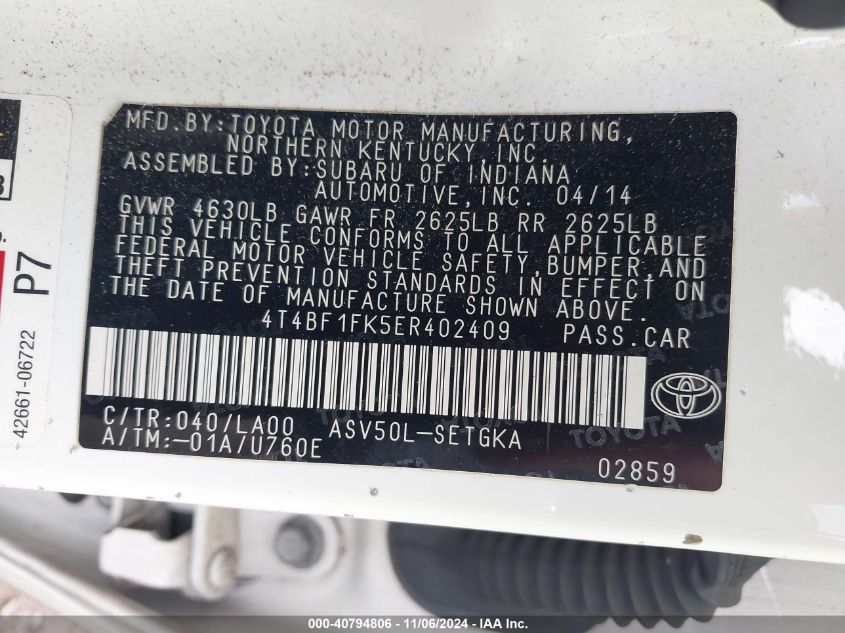 MFD.BY:TOYOTA MOTOR MANUFACTURING,
NORTHERN KENTUCKY,INC.
ASSEMBLED BY:SUBARU OF INDIANA
AUTOMOTIVE,INC. 04/14
GVWR 4630LB GAWR FR 2625LB RR 2625LB
THIS VEHICLE CONFORMS TO ALL APPLICABLE
FEDERAL MOTOR VEHICLE SAFETY,BUMPER,AND
THEFT PREVENTION STANDARDS IN EFFECT ON
THE DATE OF MANUFACTURE SHOWN ABOVE.
4T4BF1FK5ER402409 PASS.CAR
C/TR:040/LA00 ASV50L-SETGKA
A/TM:-01A/U760E
02859
P7
42661-06722
000-40794806 - 11/06/2024 - IAA Inc.